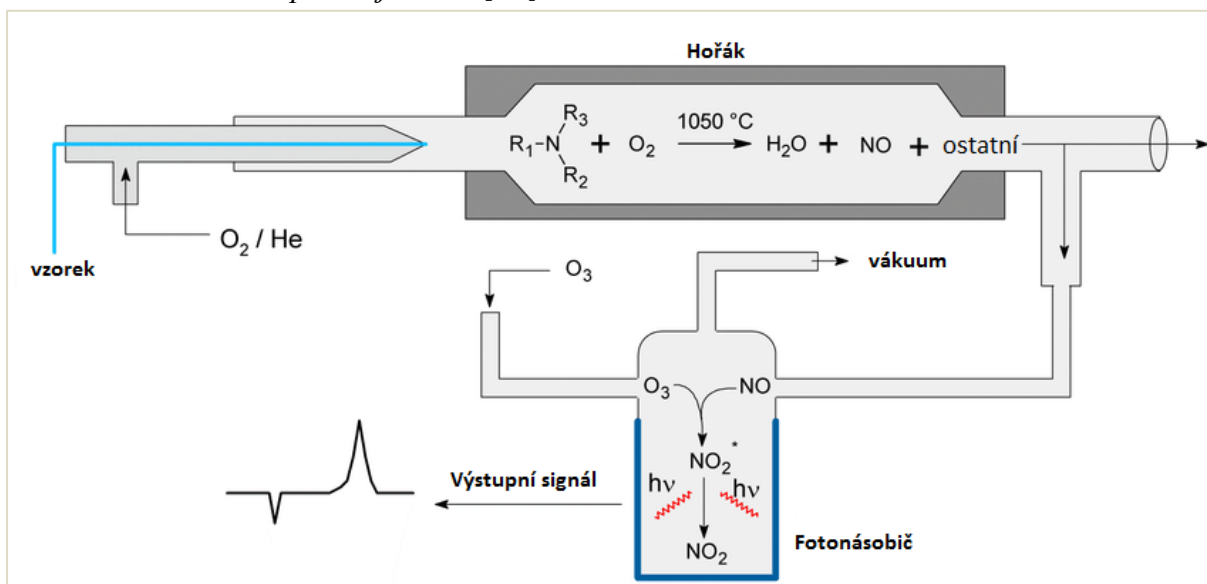 Hořák
R1-N R3 R2 + O2 1050 °C H2O + NO + ostatní
O2 / He
vzorek
O3
vákuum
O3 NO
NO2*
hν hν
NO2
Výstupní signál
Fotonásobič